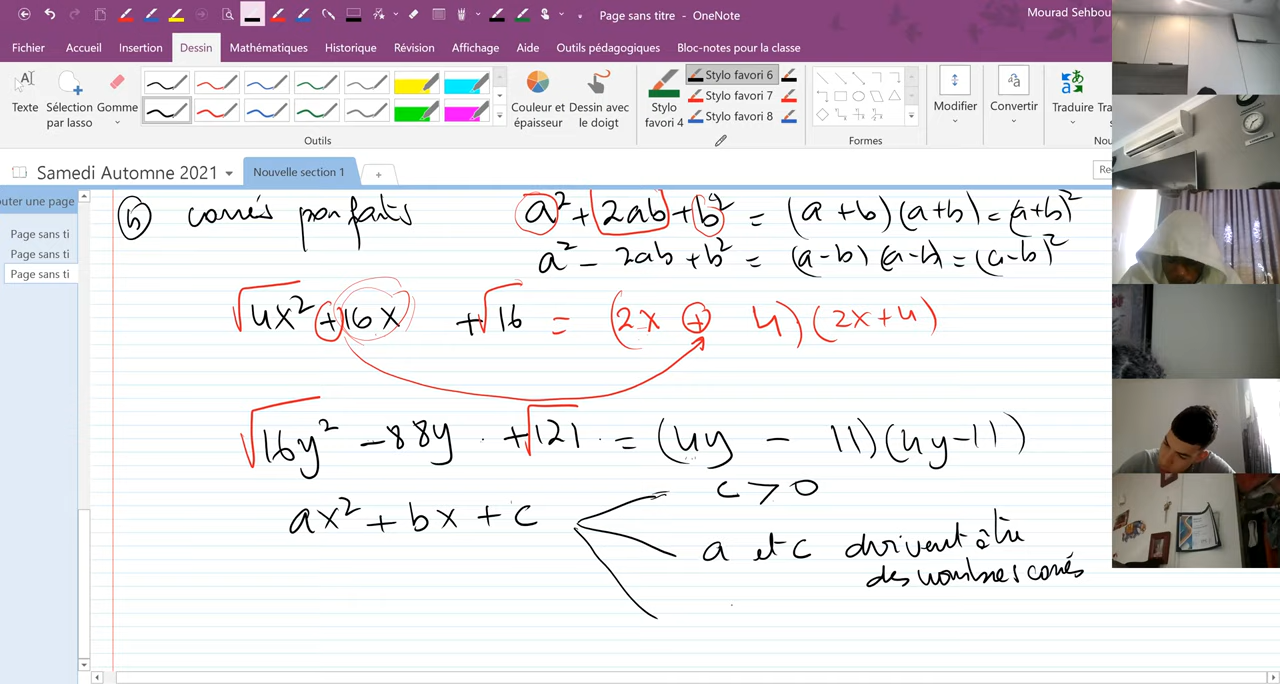 Page sans titre - OneNote
Mourad Sehbou
Fichier Accueil Insertion Dessin Mathématiques Historique Révision Affichage Aide Outils pédagogiques Bloc-notes pour la classe
Texte
Sélection par lasso
Gomme
Couleur et épaisseur
Dessin avec le doigt
Stylo favori 4
Stylo favori 6
Stylo favori 7
Stylo favori 8
Modifier
Convertir
Traduire
Outils
Formes
Samedi Automne 2021
Nouvelle section 1
outer une page
Page sans ti
Page sans ti
Page sans ti
b) carrés parfaits
a² + 2ab + b² = (a + b)(a+b) = (a+b)²
a² - 2ab + b² = (a-b)(a-b) = (a-b)²
√4x² + 16x + √16 = (2x + 4)(2x+4)
√16y² - 88y + √121 = (4y - 11)(4y-11)
ax² + bx + c
c > 0
a et c doivent être
des nombres carrés